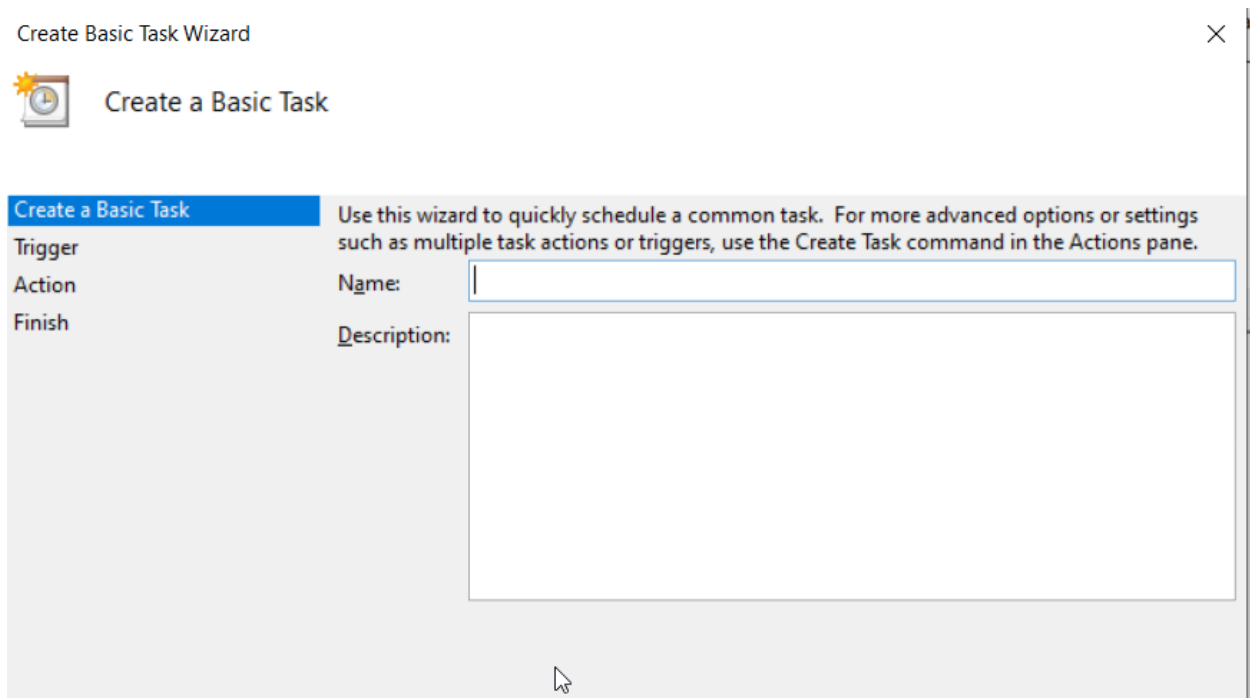 Create Basic Task Wizard
Create a Basic Task
Create a Basic Task
Trigger
Action
Finish
Use this wizard to quickly schedule a common task.  For more advanced options or settings
such as multiple task actions or triggers, use the Create Task command in the Actions pane.
Name:
Description: